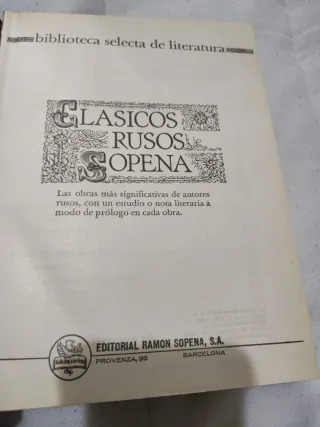 biblioteca selecta de literatura
CLASICOS
RUSOS
SOPENA
Las obras más significativas de autores
rusos, con un estudio o nota literaria a
modo de prólogo en cada obra.
EDITORIAL RAMON SOPENA, S.A.
PROVENZA, 95 BARCELONA